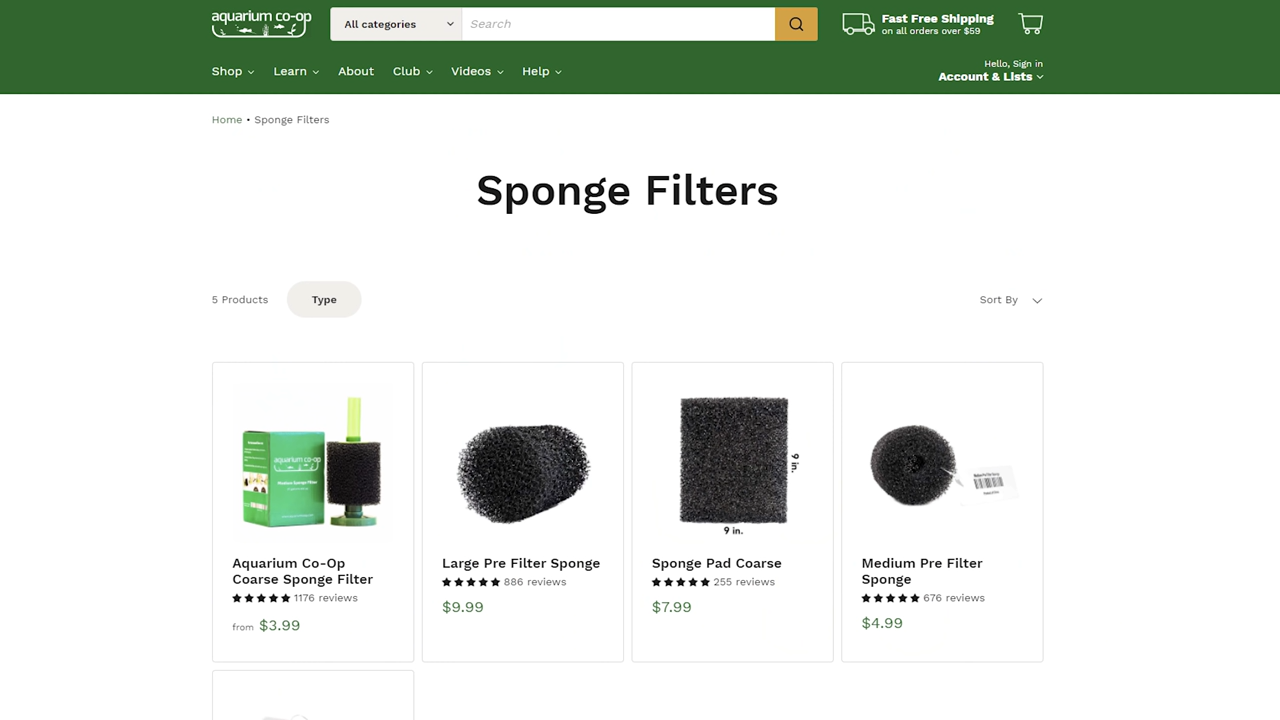 aquarium co-op
All categories
Search
Fast Free Shipping
on all orders over $59
Shop
Learn
About
Club
Videos
Help
Hello, Sign in
Account & Lists
Home • Sponge Filters
Sponge Filters
5 Products
Type
Sort By
aquarium co-op
9 in.
9 in.
Aquarium Co-Op
Coarse Sponge Filter
1176 reviews
from $3.99
Large Pre Filter Sponge
886 reviews
$9.99
Sponge Pad Coarse
255 reviews
$7.99
Medium Pre Filter
Sponge
676 reviews
$4.99